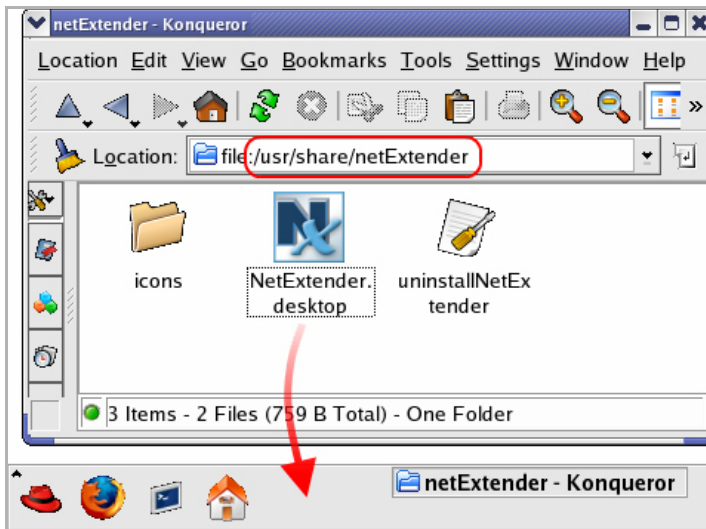 netExtender - Konqueror
Location Edit View Go Bookmarks Tools Settings Window Help
Location: file:/usr/share/netExtender
icons
NetExtender.
desktop
uninstallNetEx
tender
3 Items - 2 Files (759 B Total) - One Folder
netExtender - Konqueror